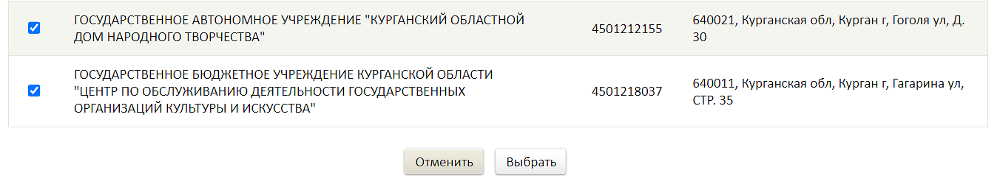 ГОСУДАРСТВЕННОЕ АВТОНОМНОЕ УЧРЕЖДЕНИЕ "КУРГАНСКИЙ ОБЛАСТНОЙ
ДОМ НАРОДНОГО ТВОРЧЕСТВА"
4501212155
640021, Курганская обл, Курган г, Гоголя ул, Д.
30
ГОСУДАРСТВЕННОЕ БЮДЖЕТНОЕ УЧРЕЖДЕНИЕ КУРГАНСКОЙ ОБЛАСТИ
"ЦЕНТР ПО ОБСЛУЖИВАНИЮ ДЕЯТЕЛЬНОСТИ ГОСУДАРСТВЕННЫХ
ОРГАНИЗАЦИЙ КУЛЬТУРЫ И ИСКУССТВА"
4501218037
640011, Курганская обл, Курган г, Гагарина ул,
СТР. 35
Отменить
Выбрать